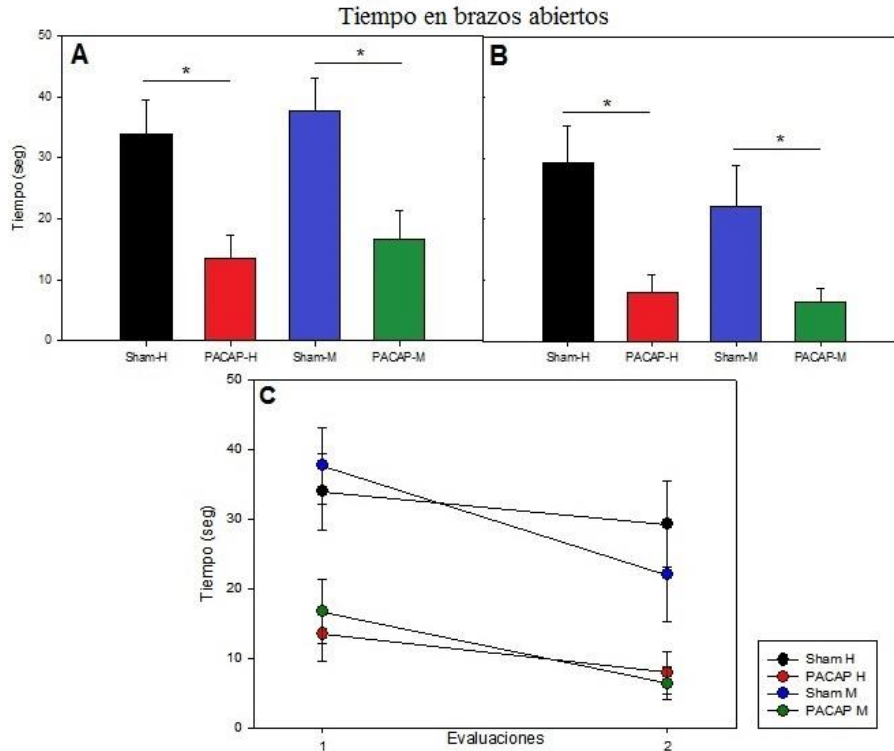 Tiempo en brazos abiertos
A
B
Tiempo (seg)
50
40
30
20
10
0
*
*
*
*
Sham-H
PACAP-H
Sham-M
PACAP-M
Sham-H
PACAP-H
Sham-M
PACAP-M
C
Tiempo (seg)
50
40
30
20
10
0
1
Evaluaciones
2
Sham H
PACAP H
Sham M
PACAP M